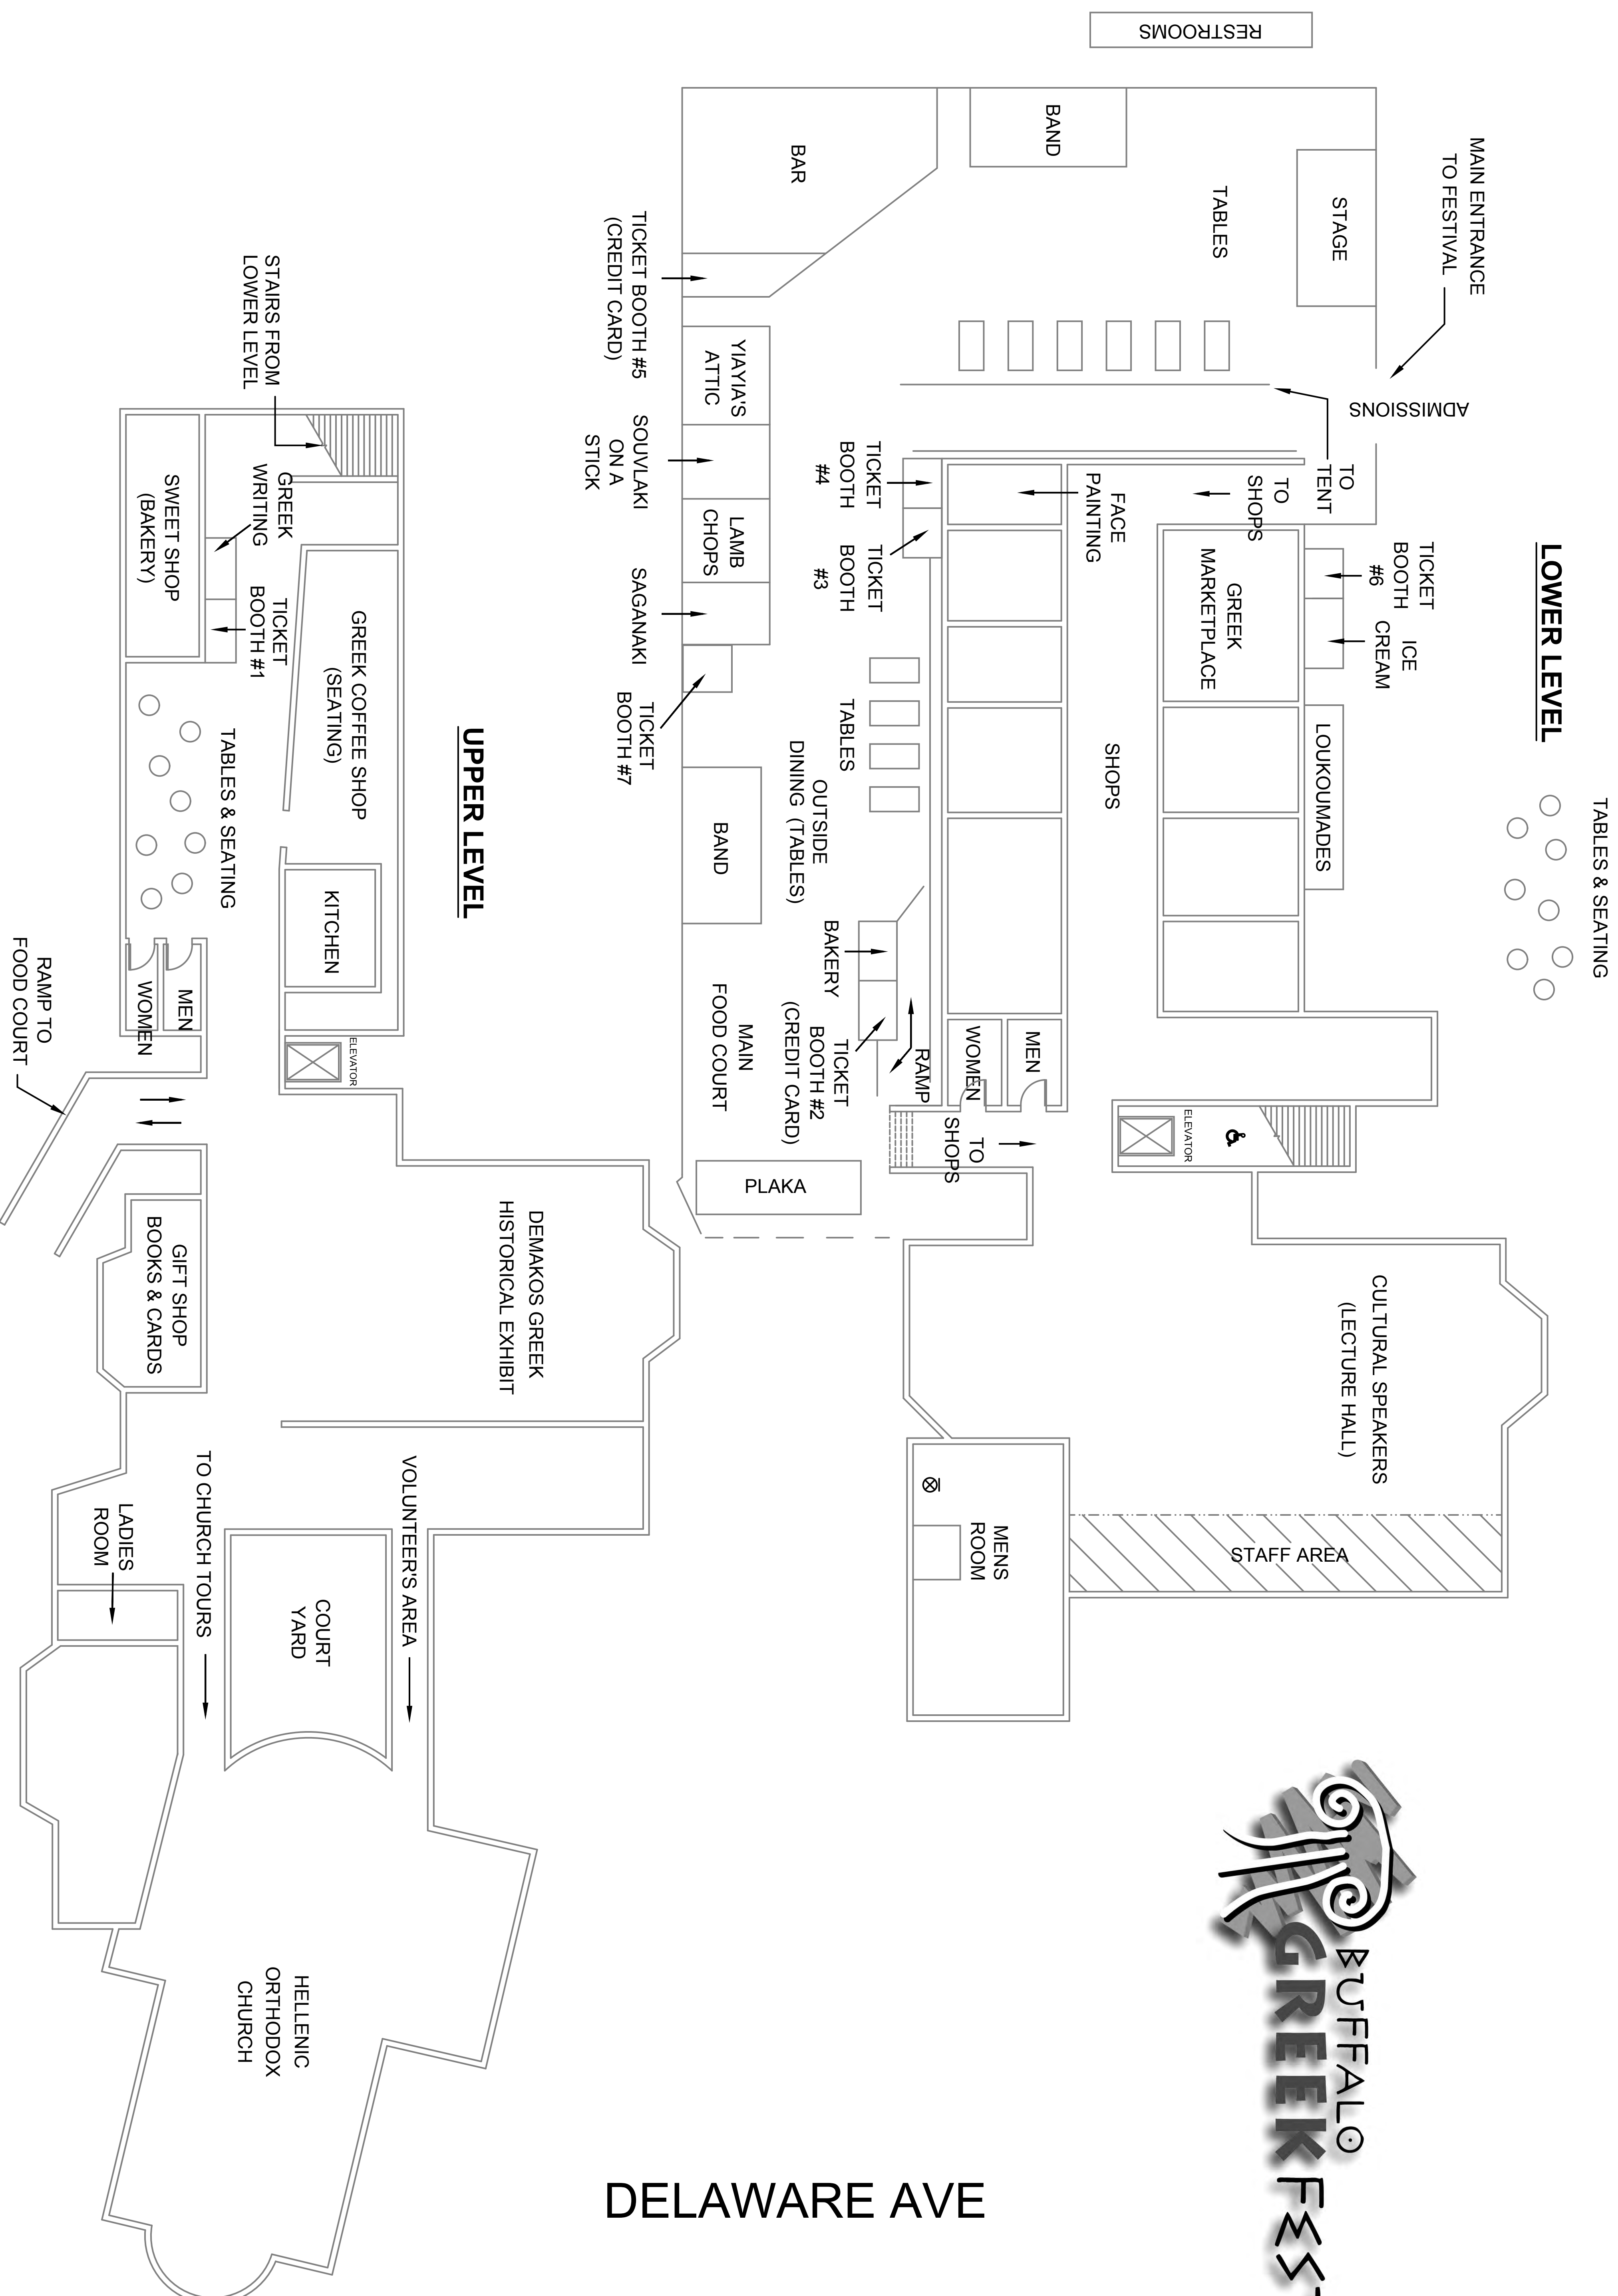 RESTROOMS
MAIN ENTRANCE
TO FESTIVAL
ADMISSIONS
STAGE
TABLES
BAND
BAR
TICKET BOOTH #5
(CREDIT CARD)
YIAYIA'S
ATTIC
SOUVLAKI
ON A
STICK
LAMB
CHOPS
SAGANAKI
TICKET
BOOTH #7
TO
TENT
TO
SHOPS
FACE
PAINTING
TICKET
BOOTH
#4
TICKET
BOOTH
#3
LOWER LEVEL
TICKET
BOOTH
#6
ICE
CREAM
GREEK
MARKETPLACE
LOUKOUMADES
TABLES & SEATING
SHOPS
TABLES
OUTSIDE
DINING (TABLES)
BAND
BAKERY
TICKET
BOOTH #2
(CREDIT CARD)
RAMP
MAIN
FOOD COURT
WOMEN
MEN
TO
SHOPS
ELEVATOR
PLAKA
CULTURAL SPEAKERS
(LECTURE HALL)
STAFF AREA
MENS
ROOM
UPPER LEVEL
STAIRS FROM
LOWER LEVEL
SWEET SHOP
(BAKERY)
GREEK
WRITING
TICKET
BOOTH #1
GREEK COFFEE SHOP
(SEATING)
TABLES & SEATING
KITCHEN
MEN
WOMEN
ELEVATOR
RAMP TO
FOOD COURT
GIFT SHOP
BOOKS & CARDS
DEMAKOS GREEK
HISTORICAL EXHIBIT
VOLUNTEER'S AREA
TO CHURCH TOURS
LADIES
ROOM
COURT
YARD
HELLENIC
ORTHODOX
CHURCH
BUFFALO
GREEK
DELAWARE AVE